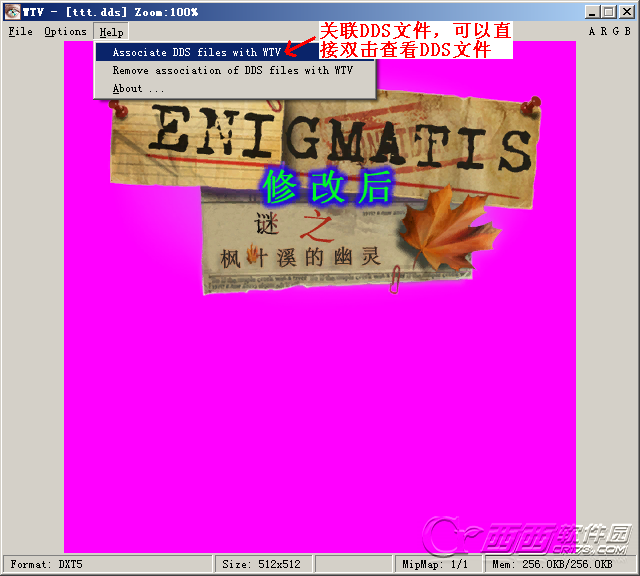 WTV - [ttt.dds] Zoom:100%
File Options Help
A R G B
关联DDS文件，可以直
接双击查看DDS文件
Associate DDS files with WTV
Remove association of DDS files with WTV
About ...
ENIGMATIS
修改后
谜之
枫叶溪的幽灵
西西软件园
CR173.COM
Format: DXT5
Size: 512x512
MipMap: 1/1
Mem: 256.0KB/256.0KB